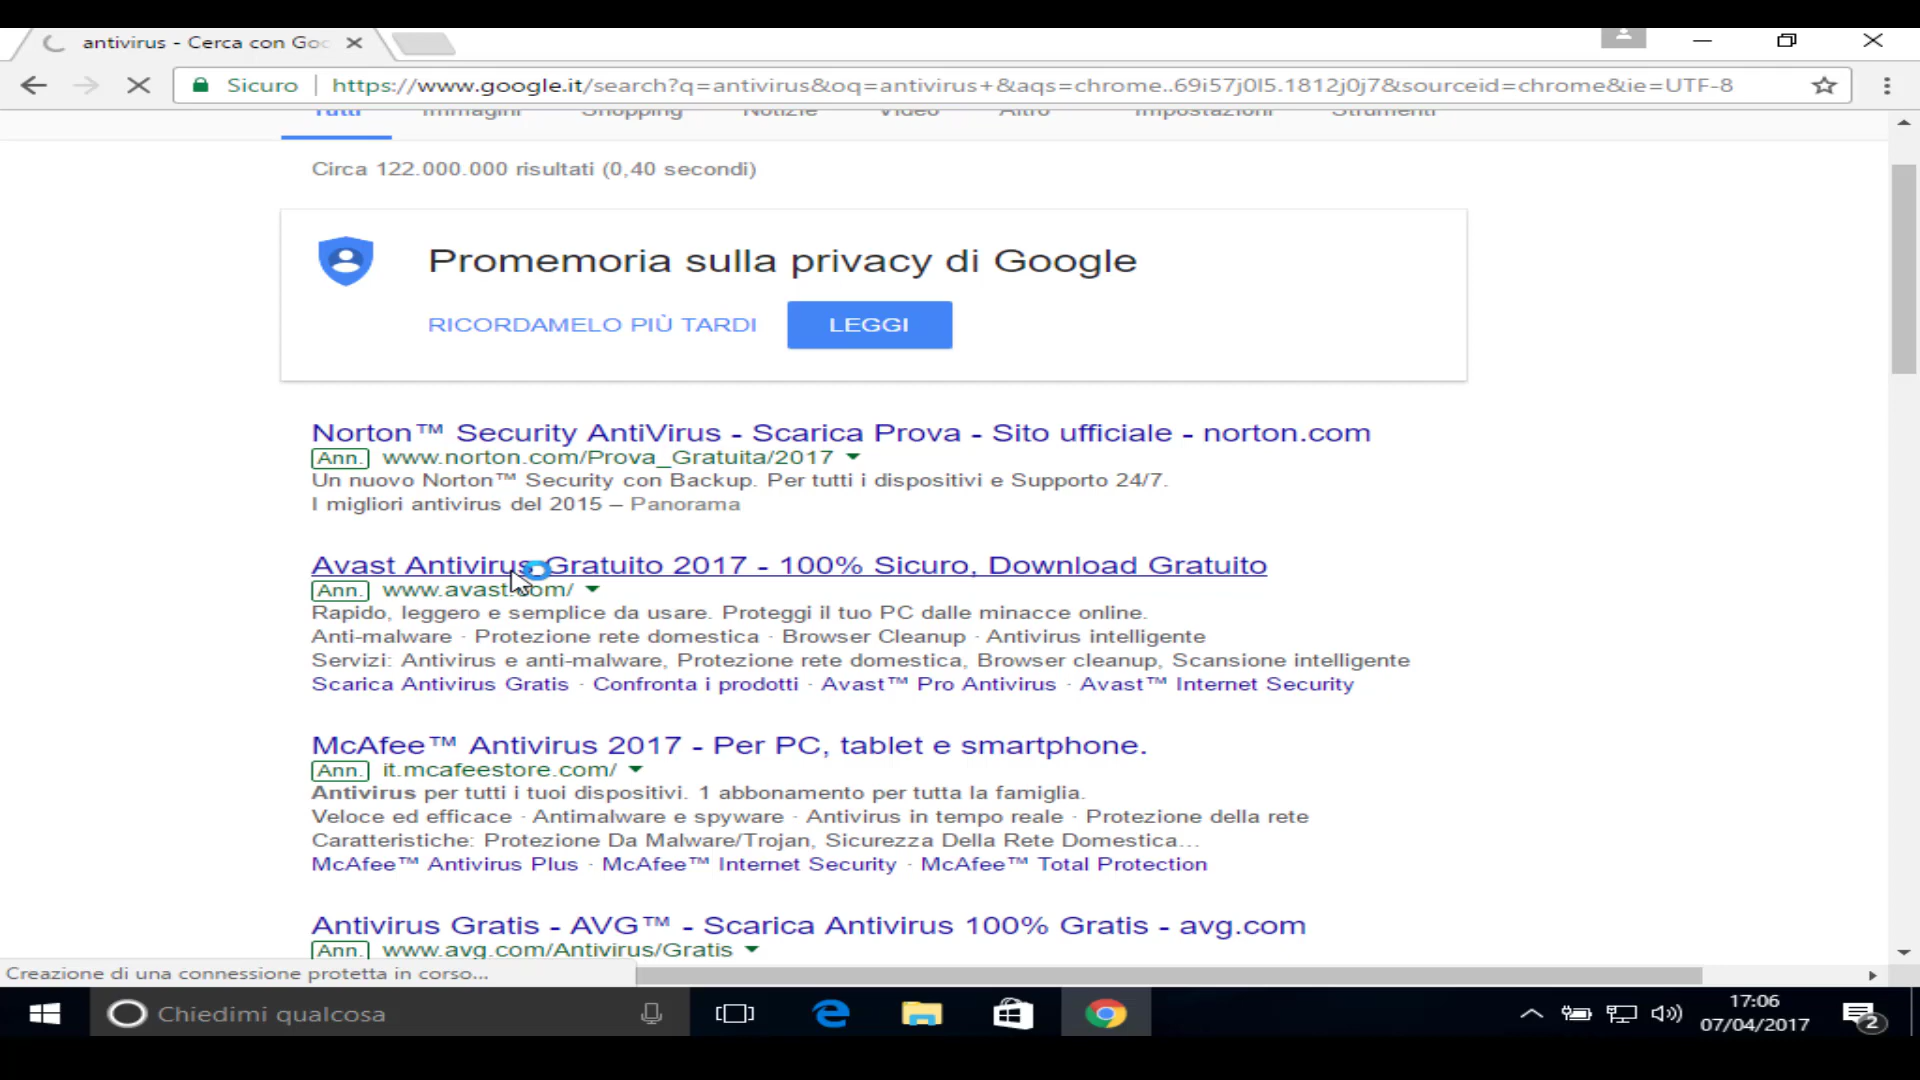 antivirus - Cerca con Goo
Sicuro
https://www.google.it/search?q=antivirus&oq=antivirus+&aqs=chrome..69i57j0l5.1812j0j7&sourceid=chrome&ie=UTF-8
Tutti Immagini Shopping Notizie Video Altro Impostazioni Strumenti
Circa 122.000.000 risultati (0,40 secondi)
Promemoria sulla privacy di Google
RICORDAMELO PIÙ TARDI LEGGI
Norton™ Security AntiVirus - Scarica Prova - Sito ufficiale - norton.com
Ann. www.norton.com/Prova_Gratuita/2017
Un nuovo Norton™ Security con Backup. Per tutti i dispositivi e Supporto 24/7.
I migliori antivirus del 2015 – Panorama
Avast Antivirus Gratuito 2017 - 100% Sicuro, Download Gratuito
Ann. www.avast.com/
Rapido, leggero e semplice da usare. Proteggi il tuo PC dalle minacce online.
Anti-malware · Protezione rete domestica · Browser Cleanup · Antivirus intelligente
Servizi: Antivirus e anti-malware, Protezione rete domestica, Browser cleanup, Scansione intelligente
Scarica Antivirus Gratis · Confronta i prodotti · Avast™ Pro Antivirus · Avast™ Internet Security
McAfee™ Antivirus 2017 - Per PC, tablet e smartphone.
Ann. it.mcafeestore.com/
Antivirus per tutti i tuoi dispositivi. 1 abbonamento per tutta la famiglia.
Veloce ed efficace · Antimalware e spyware · Antivirus in tempo reale · Protezione della rete
Caratteristiche: Protezione Da Malware/Trojan, Sicurezza Della Rete Domestica…
McAfee™ Antivirus Plus · McAfee™ Internet Security · McAfee™ Total Protection
Antivirus Gratis - AVG™ - Scarica Antivirus 100% Gratis - avg.com
Ann. www.avg.com/Antivirus/Gratis
Creazione di una connessione protetta in corso...
Chiedimi qualcosa
17:06
07/04/2017
2